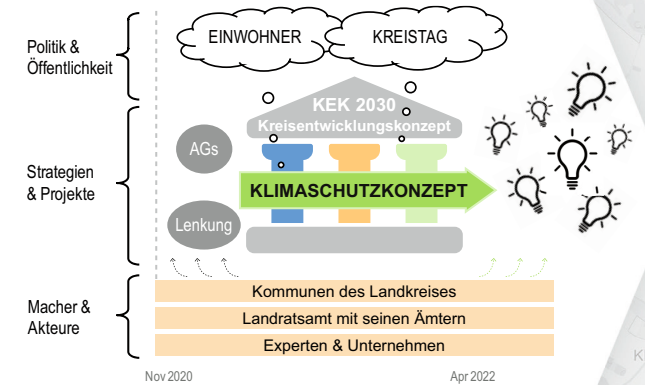 Politik &
Öffentlichkeit
EINWOHNER
KREISTAG
KEK 2030
Kreisentwicklungskonzept
AGs
Strategien
& Projekte
KLIMASCHUTZKONZEPT
Lenkung
Macher &
Akteure
Kommunen des Landkreises
Landratsamt mit seinen Ämtern
Experten & Unternehmen
Nov 2020
Apr 2022